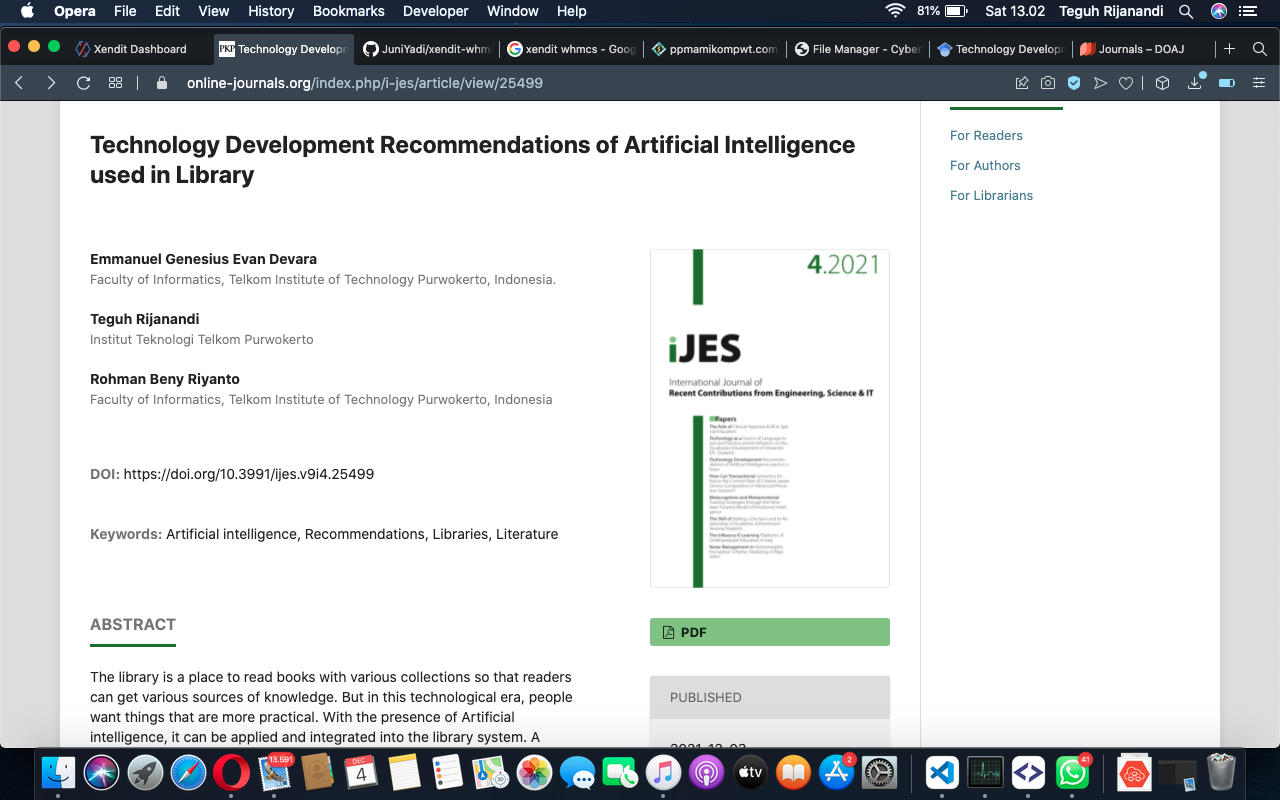 Opera File Edit View History Bookmarks Developer Window Help 81% Sat 13.02 Teguh Rijanandi
Xendit Dashboard PKP Technology Developm JuniYadi/xendit-whm xendit whmcs - Goog ppmamikompwt.com File Manager - Cyber Technology Develop Journals – DOAJ
online-journals.org/index.php/i-jes/article/view/25499
Technology Development Recommendations of Artificial Intelligence
used in Library
For Readers
For Authors
For Librarians
Emmanuel Genesius Evan Devara
Faculty of Informatics, Telkom Institute of Technology Purwokerto, Indonesia.
Teguh Rijanandi
Institut Teknologi Telkom Purwokerto
Rohman Beny Riyanto
Faculty of Informatics, Telkom Institute of Technology Purwokerto, Indonesia
DOI: https://doi.org/10.3991/ijes.v9i4.25499
Keywords: Artificial intelligence, Recommendations, Libraries, Literature
4.2021
iJES
International Journal of
Recent Contributions from Engineering, Science & IT
Papers
ABSTRACT
The library is a place to read books with various collections so that readers
can get various sources of knowledge. But in this technological era, people
want things that are more practical. With the presence of Artificial
intelligence, it can be applied and integrated into the library system. A
PDF
PUBLISHED
2021-12-03
13.591
DEC
4
tv
2
41